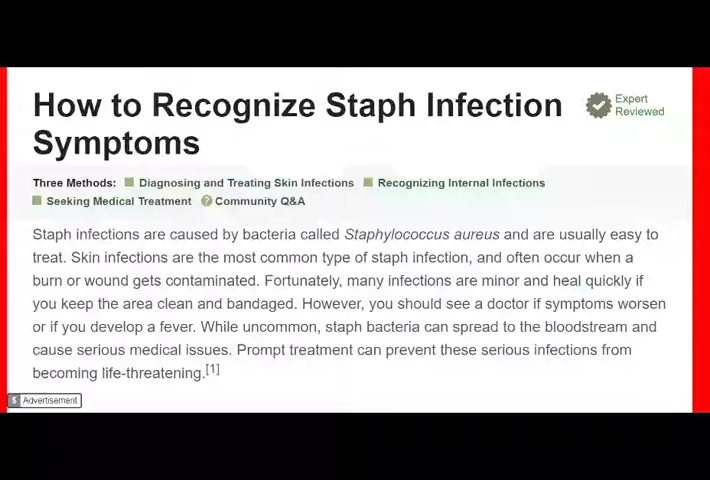 How to Recognize Staph Infection
Symptoms
Expert
Reviewed
Three Methods: Diagnosing and Treating Skin Infections Recognizing Internal Infections
Seeking Medical Treatment ? Community Q&A
Staph infections are caused by bacteria called Staphylococcus aureus and are usually easy to
treat. Skin infections are the most common type of staph infection, and often occur when a
burn or wound gets contaminated. Fortunately, many infections are minor and heal quickly if
you keep the area clean and bandaged. However, you should see a doctor if symptoms worsen
or if you develop a fever. While uncommon, staph bacteria can spread to the bloodstream and
cause serious medical issues. Prompt treatment can prevent these serious infections from
becoming life-threatening.[1]
5 Advertisement